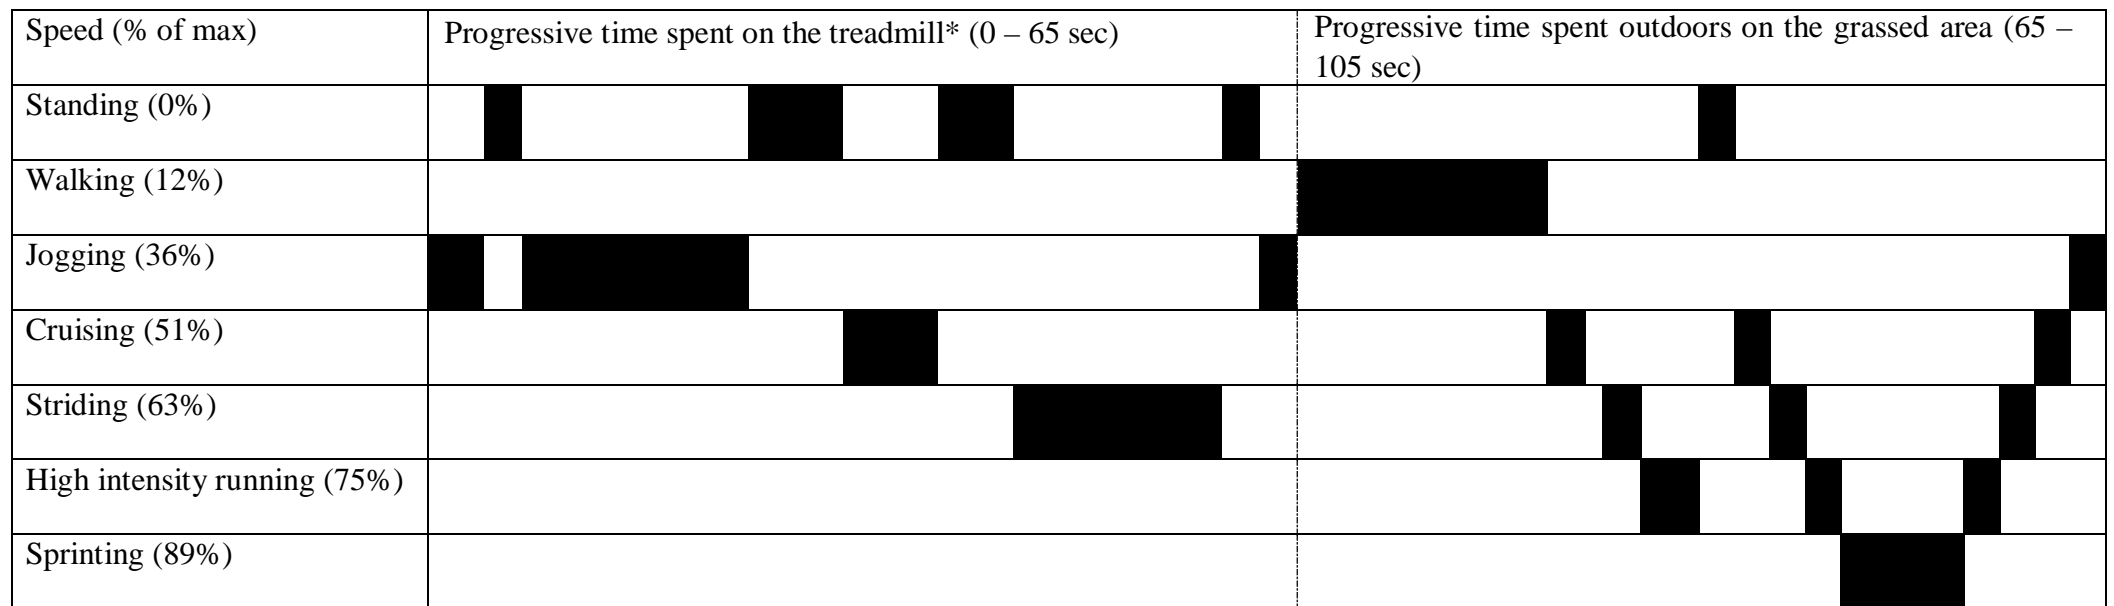 Speed (% of max)
Progressive time spent on the treadmill* (0 – 65 sec)
Progressive time spent outdoors on the grassed area (65 –
105 sec)
Standing (0%)
Walking (12%)
Jogging (36%)
Cruising (51%)
Striding (63%)
High intensity running (75%)
Sprinting (89%)